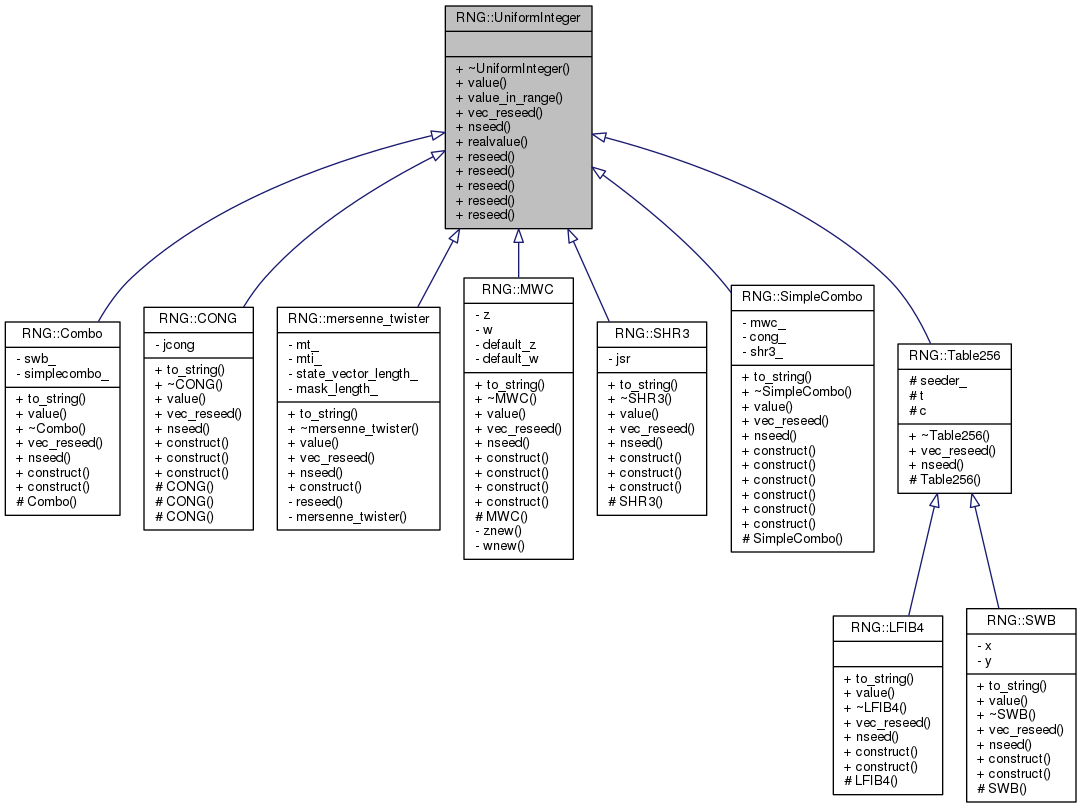 RNG::UniformInteger
+ ~UniformInteger()
+ value()
+ value_in_range()
+ vec_reseed()
+ nseed()
+ realvalue()
+ reseed()
+ reseed()
+ reseed()
+ reseed()
+ reseed()
RNG::Combo
- swb_
- simplecombo_
+ to_string()
+ value()
+ ~Combo()
+ vec_reseed()
+ nseed()
+ construct()
+ construct()
# Combo()
RNG::CONG
- jcong
+ to_string()
+ ~CONG()
+ value()
+ vec_reseed()
+ nseed()
+ construct()
+ construct()
+ construct()
# CONG()
# CONG()
# CONG()
RNG::mersenne_twister
- mt_
- mti_
- state_vector_length_
- mask_length_
+ to_string()
+ ~mersenne_twister()
+ value()
+ vec_reseed()
+ nseed()
+ construct()
- reseed()
- mersenne_twister()
RNG::MWC
- z
- w
- default_z
- default_w
+ to_string()
+ ~MWC()
+ value()
+ vec_reseed()
+ nseed()
+ construct()
+ construct()
+ construct()
+ construct()
# MWC()
- znew()
- wnew()
RNG::SHR3
- jsr
+ to_string()
+ ~SHR3()
+ value()
+ vec_reseed()
+ nseed()
+ construct()
+ construct()
+ construct()
# SHR3()
RNG::SimpleCombo
- mwc_
- cong_
- shr3_
+ to_string()
+ ~SimpleCombo()
+ value()
+ vec_reseed()
+ nseed()
+ construct()
+ construct()
+ construct()
+ construct()
+ construct()
+ construct()
# SimpleCombo()
RNG::Table256
# seeder_
# t
# c
+ ~Table256()
+ vec_reseed()
+ nseed()
# Table256()
RNG::LFIB4
+ to_string()
+ value()
+ ~LFIB4()
+ vec_reseed()
+ nseed()
+ construct()
+ construct()
# LFIB4()
RNG::SWB
- x
- y
+ to_string()
+ value()
+ ~SWB()
+ vec_reseed()
+ nseed()
+ construct()
+ construct()
# SWB()